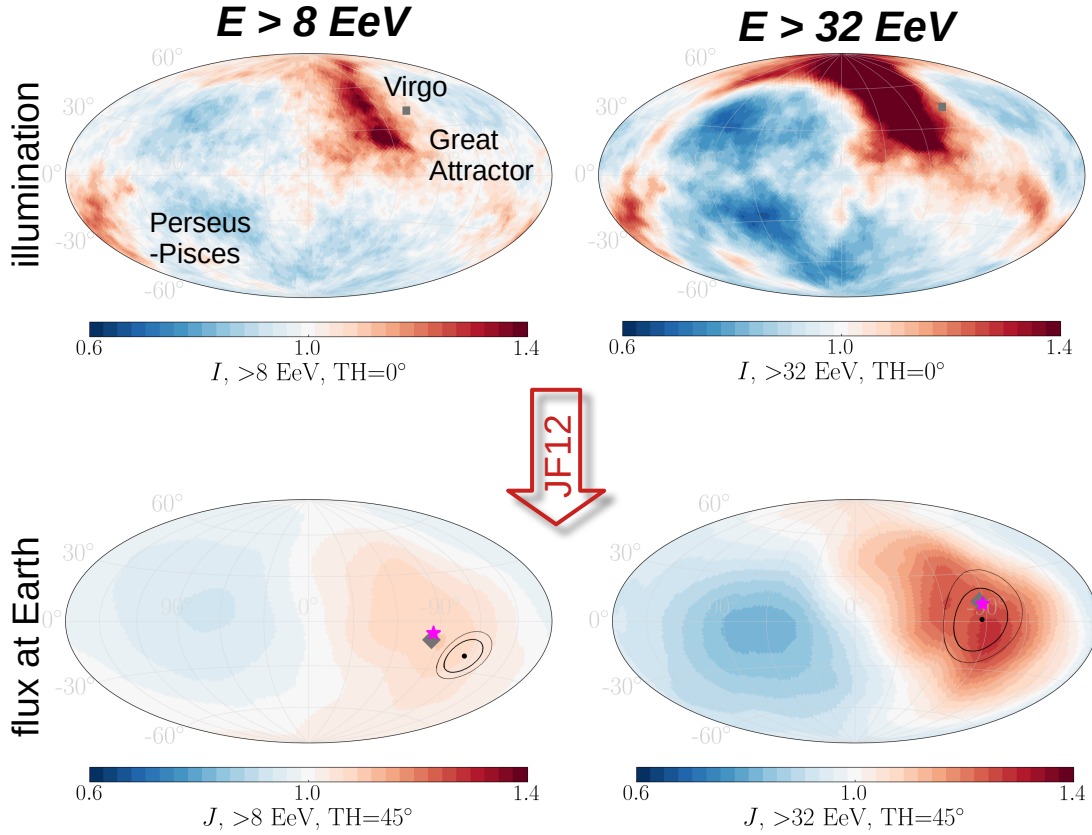 E > 8 EeV
E > 32 EeV
illumination
60°
30°
0°
-30°
-60°
Virgo
Great
Attractor
Perseus
-Pisces
0.6 1.0 1.4
I, >8 EeV, TH=0°
60°
30°
0°
-30°
-60°
0.6 1.0 1.4
I, >32 EeV, TH=0°
JF12
flux at Earth
60°
30°
0°
-30°
-60°
90° 0° -90°
0.6 1.0 1.4
J, >8 EeV, TH=45°
60°
30°
0°
-30°
-60°
90° 0° -90°
0.6 1.0 1.4
J, >32 EeV, TH=45°